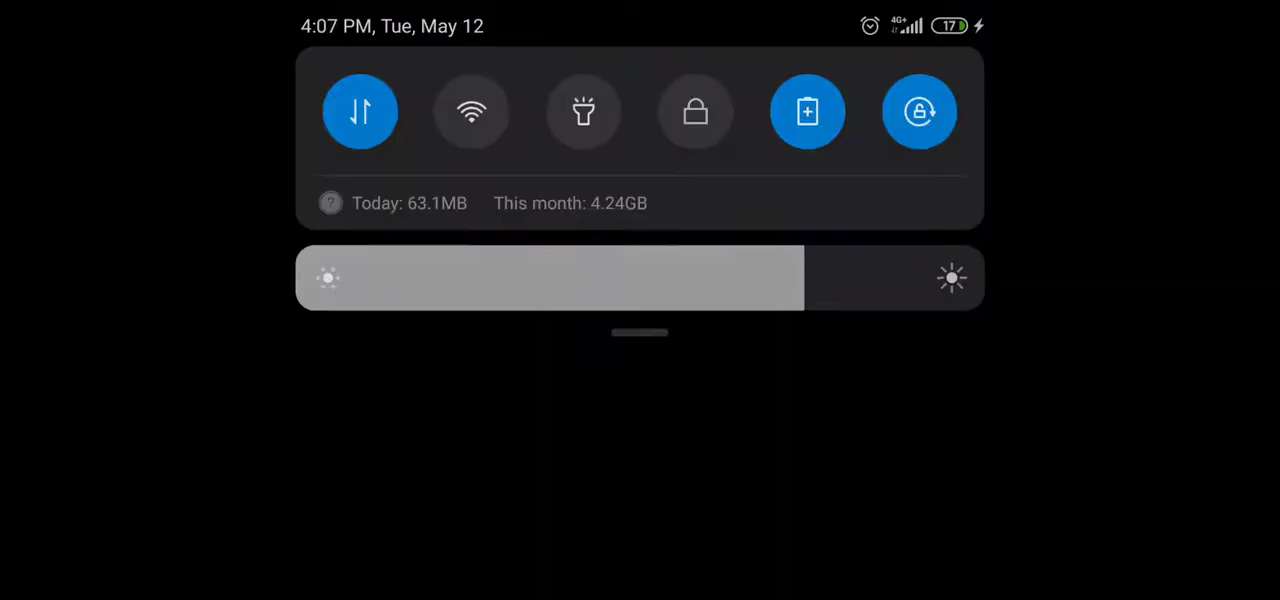 4:07 PM, Tue, May 12 4G+ 17
? Today: 63.1MB This month: 4.24GB